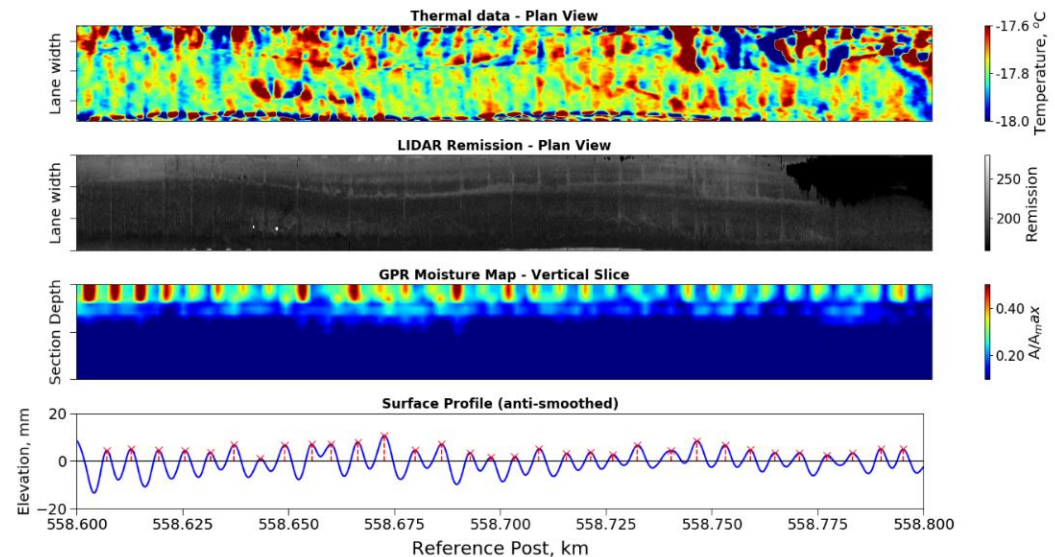 Thermal data - Plan View
Lane width
-17.6
-17.8
-18.0
Temperature, °C
LIDAR Remission - Plan View
Lane width
250
200
Remission
GPR Moisture Map - Vertical Slice
Section Depth
0.40
0.20
A/Amax
Surface Profile (anti-smoothed)
Elevation, mm
20
0
−20
558.600 558.625 558.650 558.675 558.700 558.725 558.750 558.775 558.800
Reference Post, km